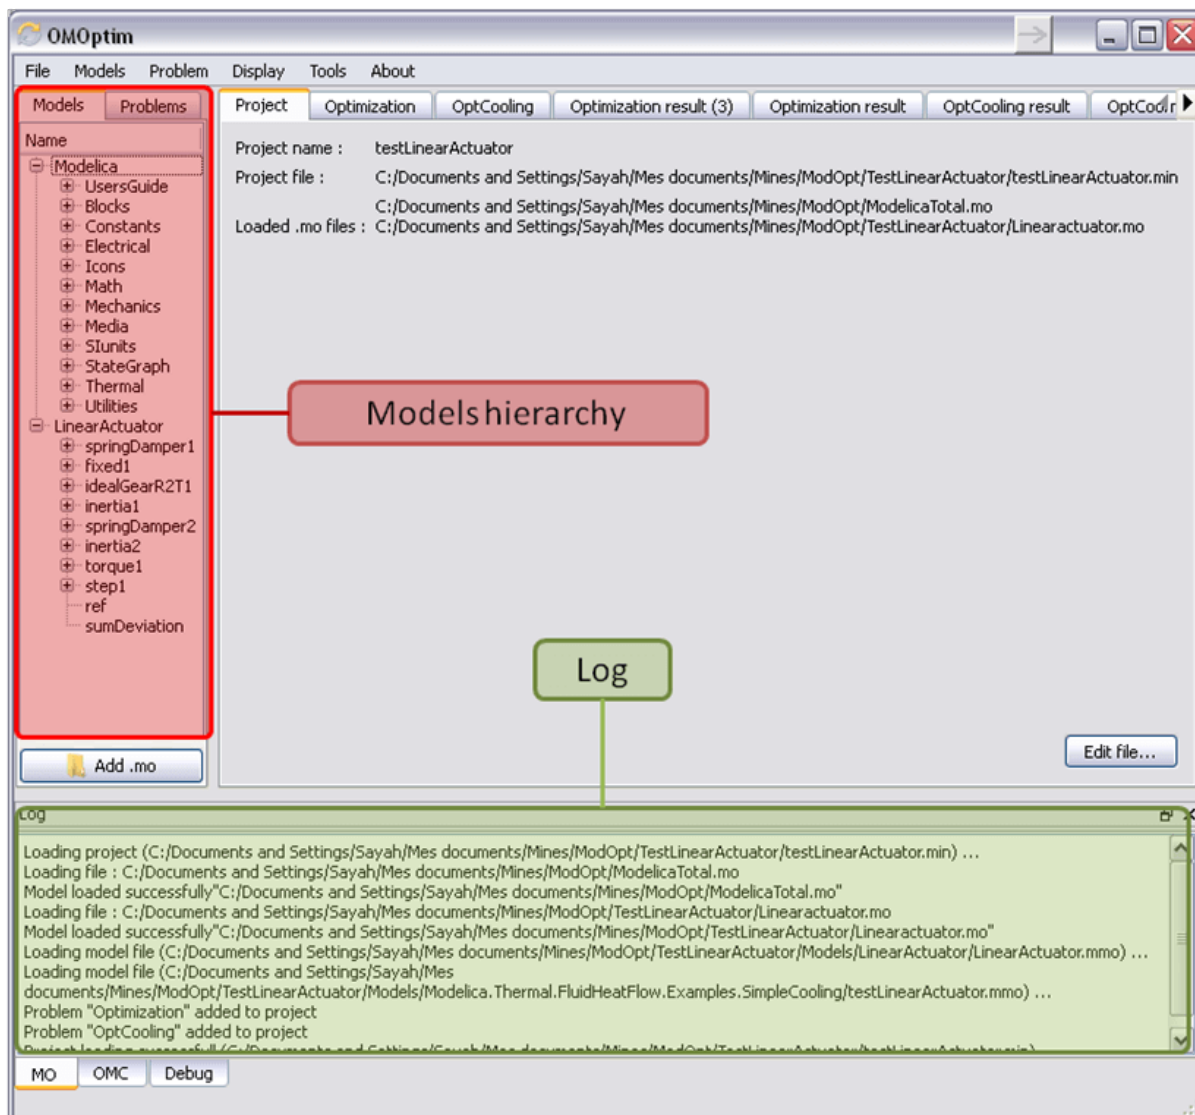 OMOptim
File Models Problem Display Tools About
Models Problems
Project Optimization OptCooling Optimization result (3) Optimization result OptCooling result
Name
Modelica
UsersGuide
Blocks
Constants
Electrical
Icons
Math
Mechanics
Media
SIunits
StateGraph
Thermal
Utilities
LinearActuator
springDamper1
fixed1
idealGearR2T1
inertia1
springDamper2
inertia2
torque1
step1
ref
sumDeviation
Add .mo
Project name : testLinearActuator
Project file : C:/Documents and Settings/Sayah/Mes documents/Mines/ModOpt/TestLinearActuator/testLinearActuator.min
C:/Documents and Settings/Sayah/Mes documents/Mines/ModOpt/ModelicaTotal.mo
Loaded .mo files : C:/Documents and Settings/Sayah/Mes documents/Mines/ModOpt/TestLinearActuator/Linearactuator.mo
Models hierarchy
Log
Edit file...
Log
Loading project (C:/Documents and Settings/Sayah/Mes documents/Mines/ModOpt/TestLinearActuator/testLinearActuator.min) ...
Loading file : C:/Documents and Settings/Sayah/Mes documents/Mines/ModOpt/ModelicaTotal.mo
Model loaded successfully"C:/Documents and Settings/Sayah/Mes documents/Mines/ModOpt/ModelicaTotal.mo"
Loading file : C:/Documents and Settings/Sayah/Mes documents/Mines/ModOpt/TestLinearActuator/Linearactuator.mo
Model loaded successfully"C:/Documents and Settings/Sayah/Mes documents/Mines/ModOpt/TestLinearActuator/Linearactuator.mo"
Loading model file (C:/Documents and Settings/Sayah/Mes documents/Mines/ModOpt/TestLinearActuator/Models/LinearActuator/LinearActuator.mmo) ...
Loading model file (C:/Documents and Settings/Sayah/Mes
documents/Mines/ModOpt/TestLinearActuator/Models/Modelica.Thermal.FluidHeatFlow.Examples.SimpleCooling/testLinearActuator.mmo) ...
Problem "Optimization" added to project
Problem "OptCooling" added to project
MO OMC Debug